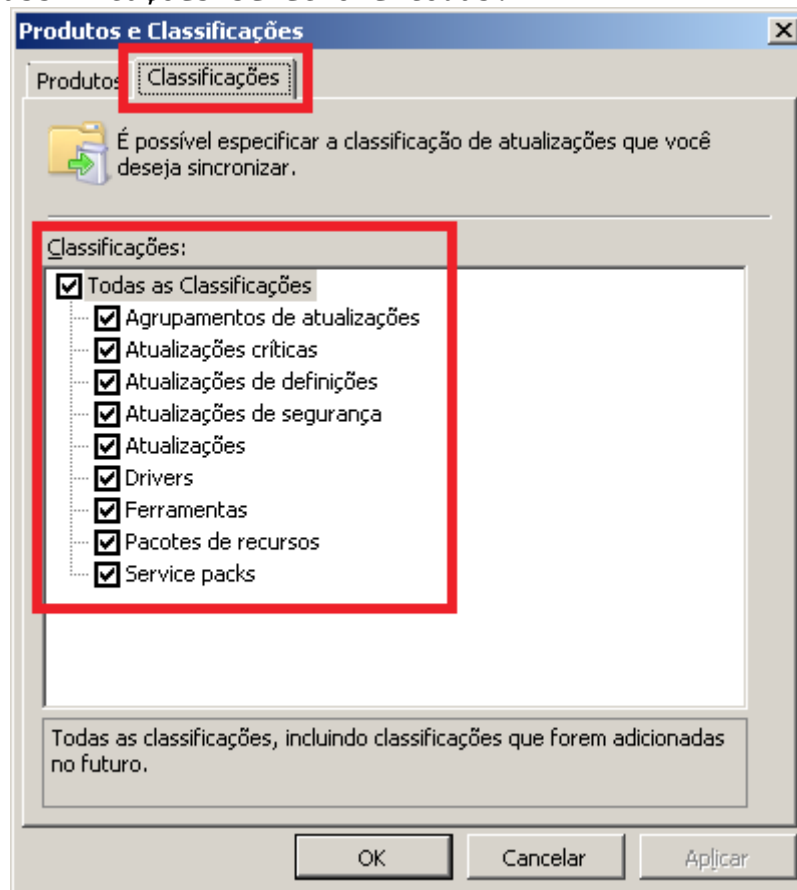 Produtos e Classificações
Produtos
Classificações
É possível especificar a classificação de atualizações que você
deseja sincronizar.
Classificações:
Todas as Classificações
Agrupamentos de atualizações
Atualizações críticas
Atualizações de definições
Atualizações de segurança
Atualizações
Drivers
Ferramentas
Pacotes de recursos
Service packs
Todas as classificações, incluindo classificações que forem adicionadas
no futuro.
OK
Cancelar
Aplicar